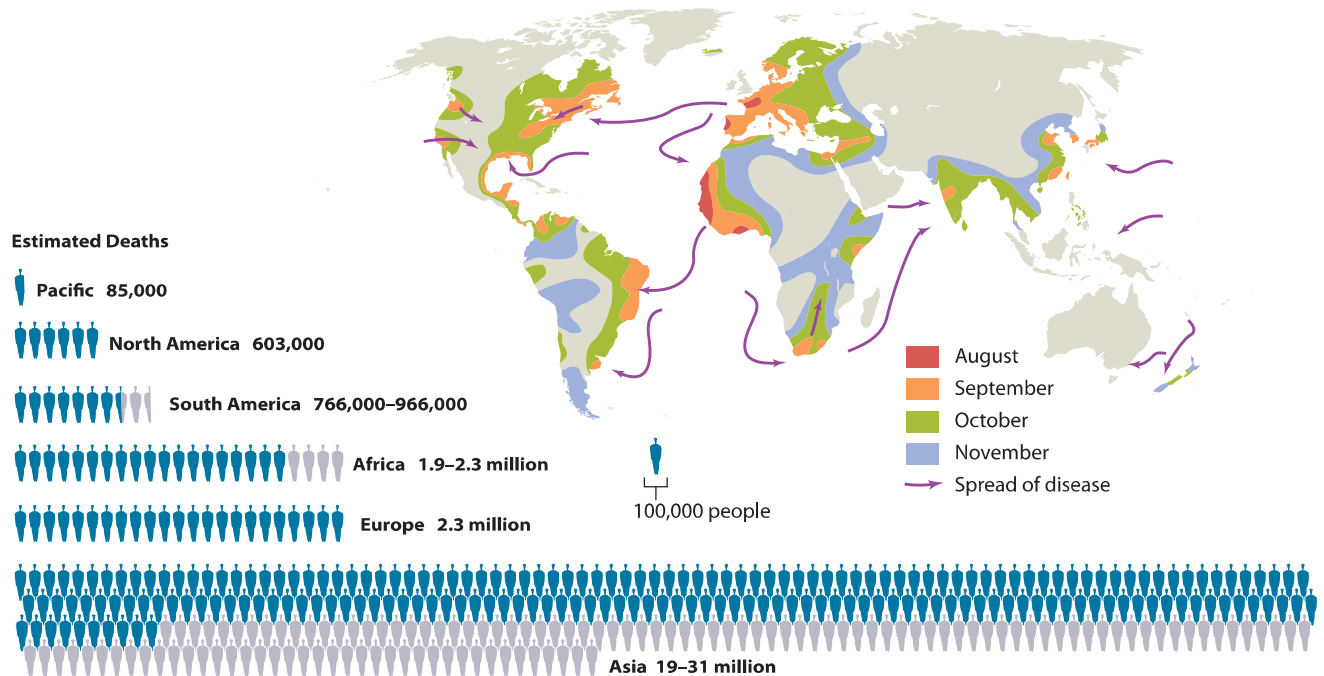 Estimated Deaths
Pacific 85,000
North America 603,000
South America 766,000–966,000
Africa 1.9–2.3 million
Europe 2.3 million
Asia 19–31 million
100,000 people
August
September
October
November
Spread of disease